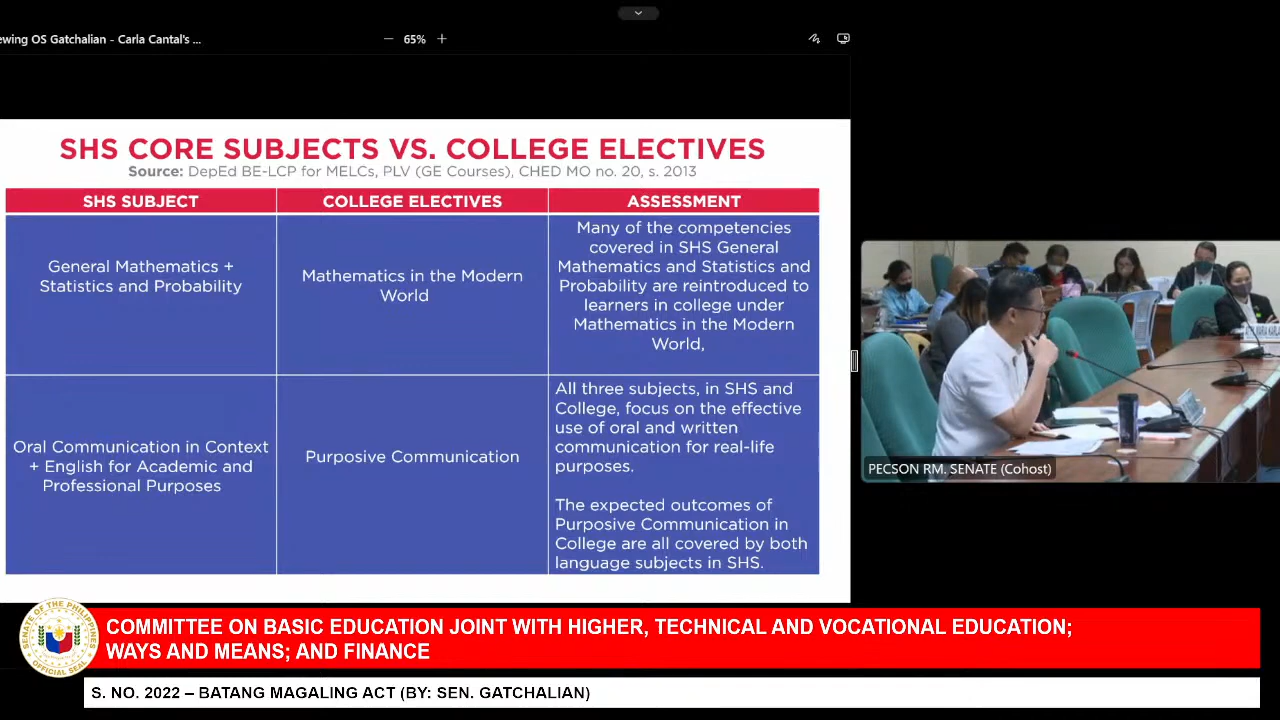 ewing OS Gatchalian - Carla Cantal's ...
65%
SHS CORE SUBJECTS VS. COLLEGE ELECTIVES
Source: DepEd BE-LCP for MELCs, PLV (GE Courses), CHED MO no. 20, s. 2013
SHS SUBJECT
COLLEGE ELECTIVES
ASSESSMENT
General Mathematics +
Statistics and Probability
Mathematics in the Modern
World
Many of the competencies
covered in SHS General
Mathematics and Statistics and
Probability are reintroduced to
learners in college under
Mathematics in the Modern
World,
Oral Communication in Context
+ English for Academic and
Professional Purposes
Purposive Communication
All three subjects, in SHS and
College, focus on the effective
use of oral and written
communication for real-life
purposes.
The expected outcomes of
Purposive Communication in
College are all covered by both
language subjects in SHS.
PECSON RM. SENATE (Cohost)
SENATE OF THE PHILIPPINES
OFFICIAL SEAL
COMMITTEE ON BASIC EDUCATION JOINT WITH HIGHER, TECHNICAL AND VOCATIONAL EDUCATION;
WAYS AND MEANS; AND FINANCE
S. NO. 2022 – BATANG MAGALING ACT (BY: SEN. GATCHALIAN)